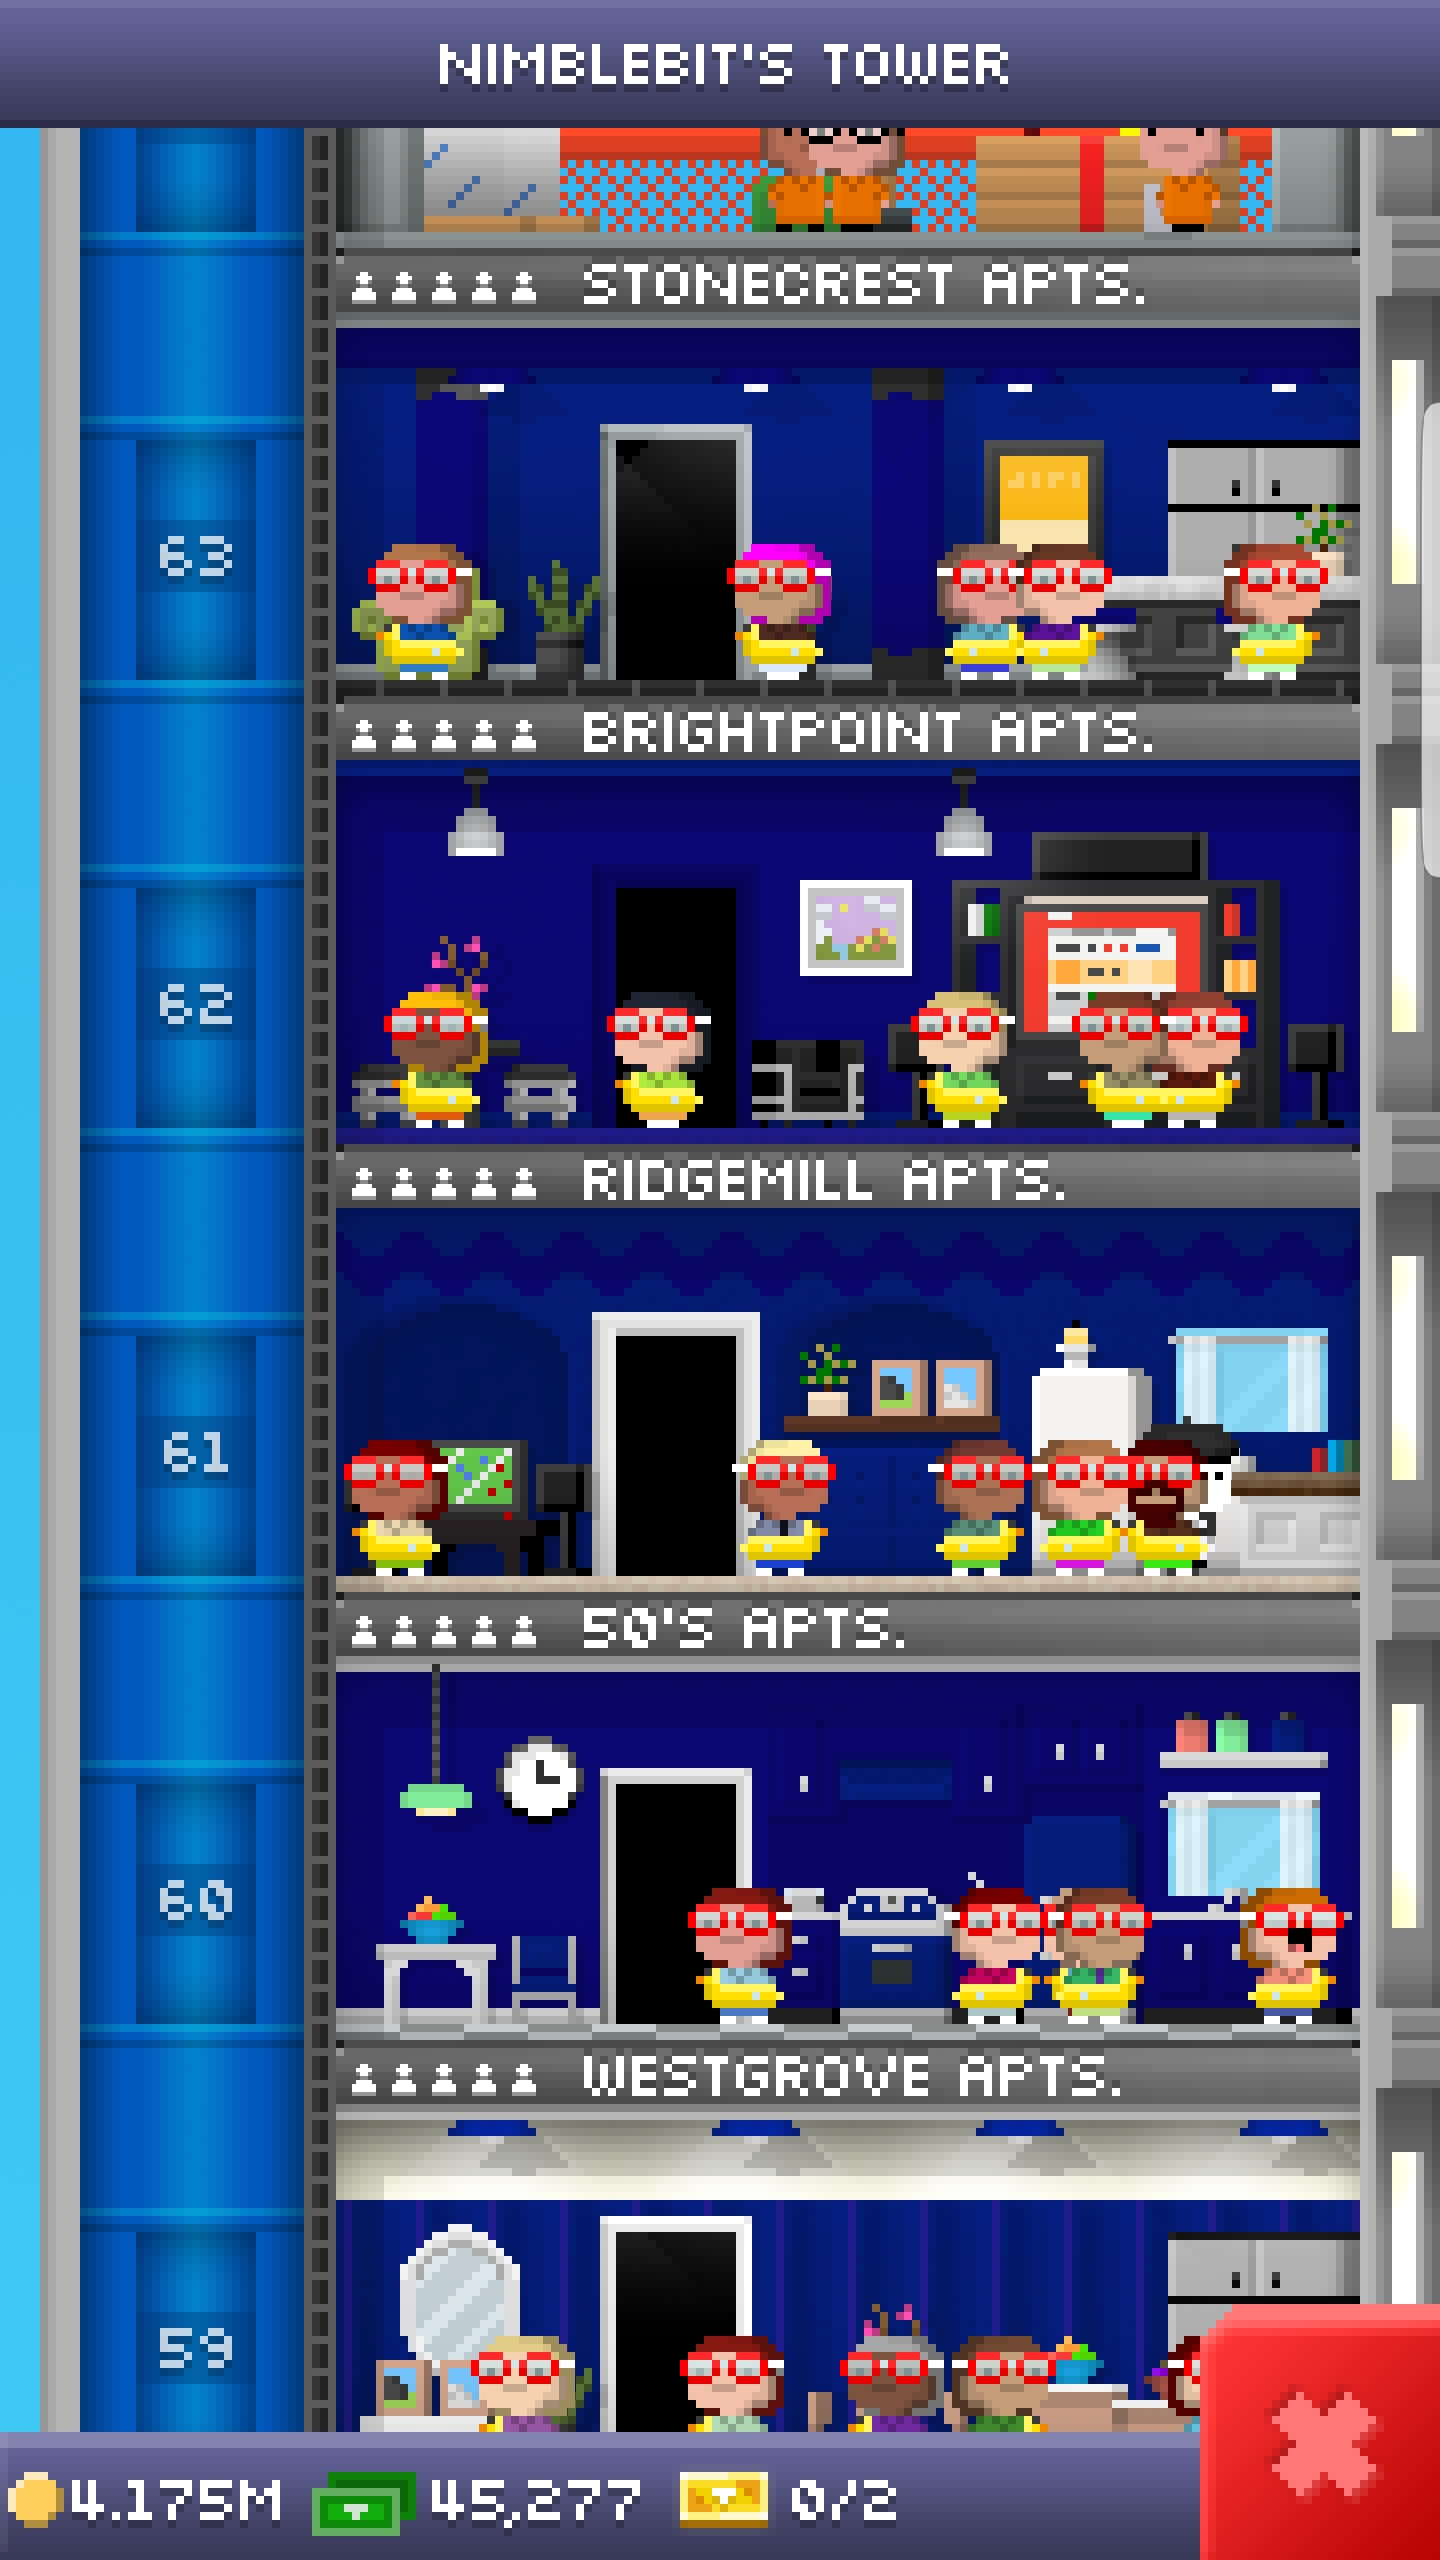 NIMBLEBIT'S TOWER
STONECREST APTS.
63
BRIGHTPOINT APTS.
62
RIDGEMILL APTS.
61
50'S APTS.
60
WESTGROVE APTS.
59
4.175M 45,277 0/2